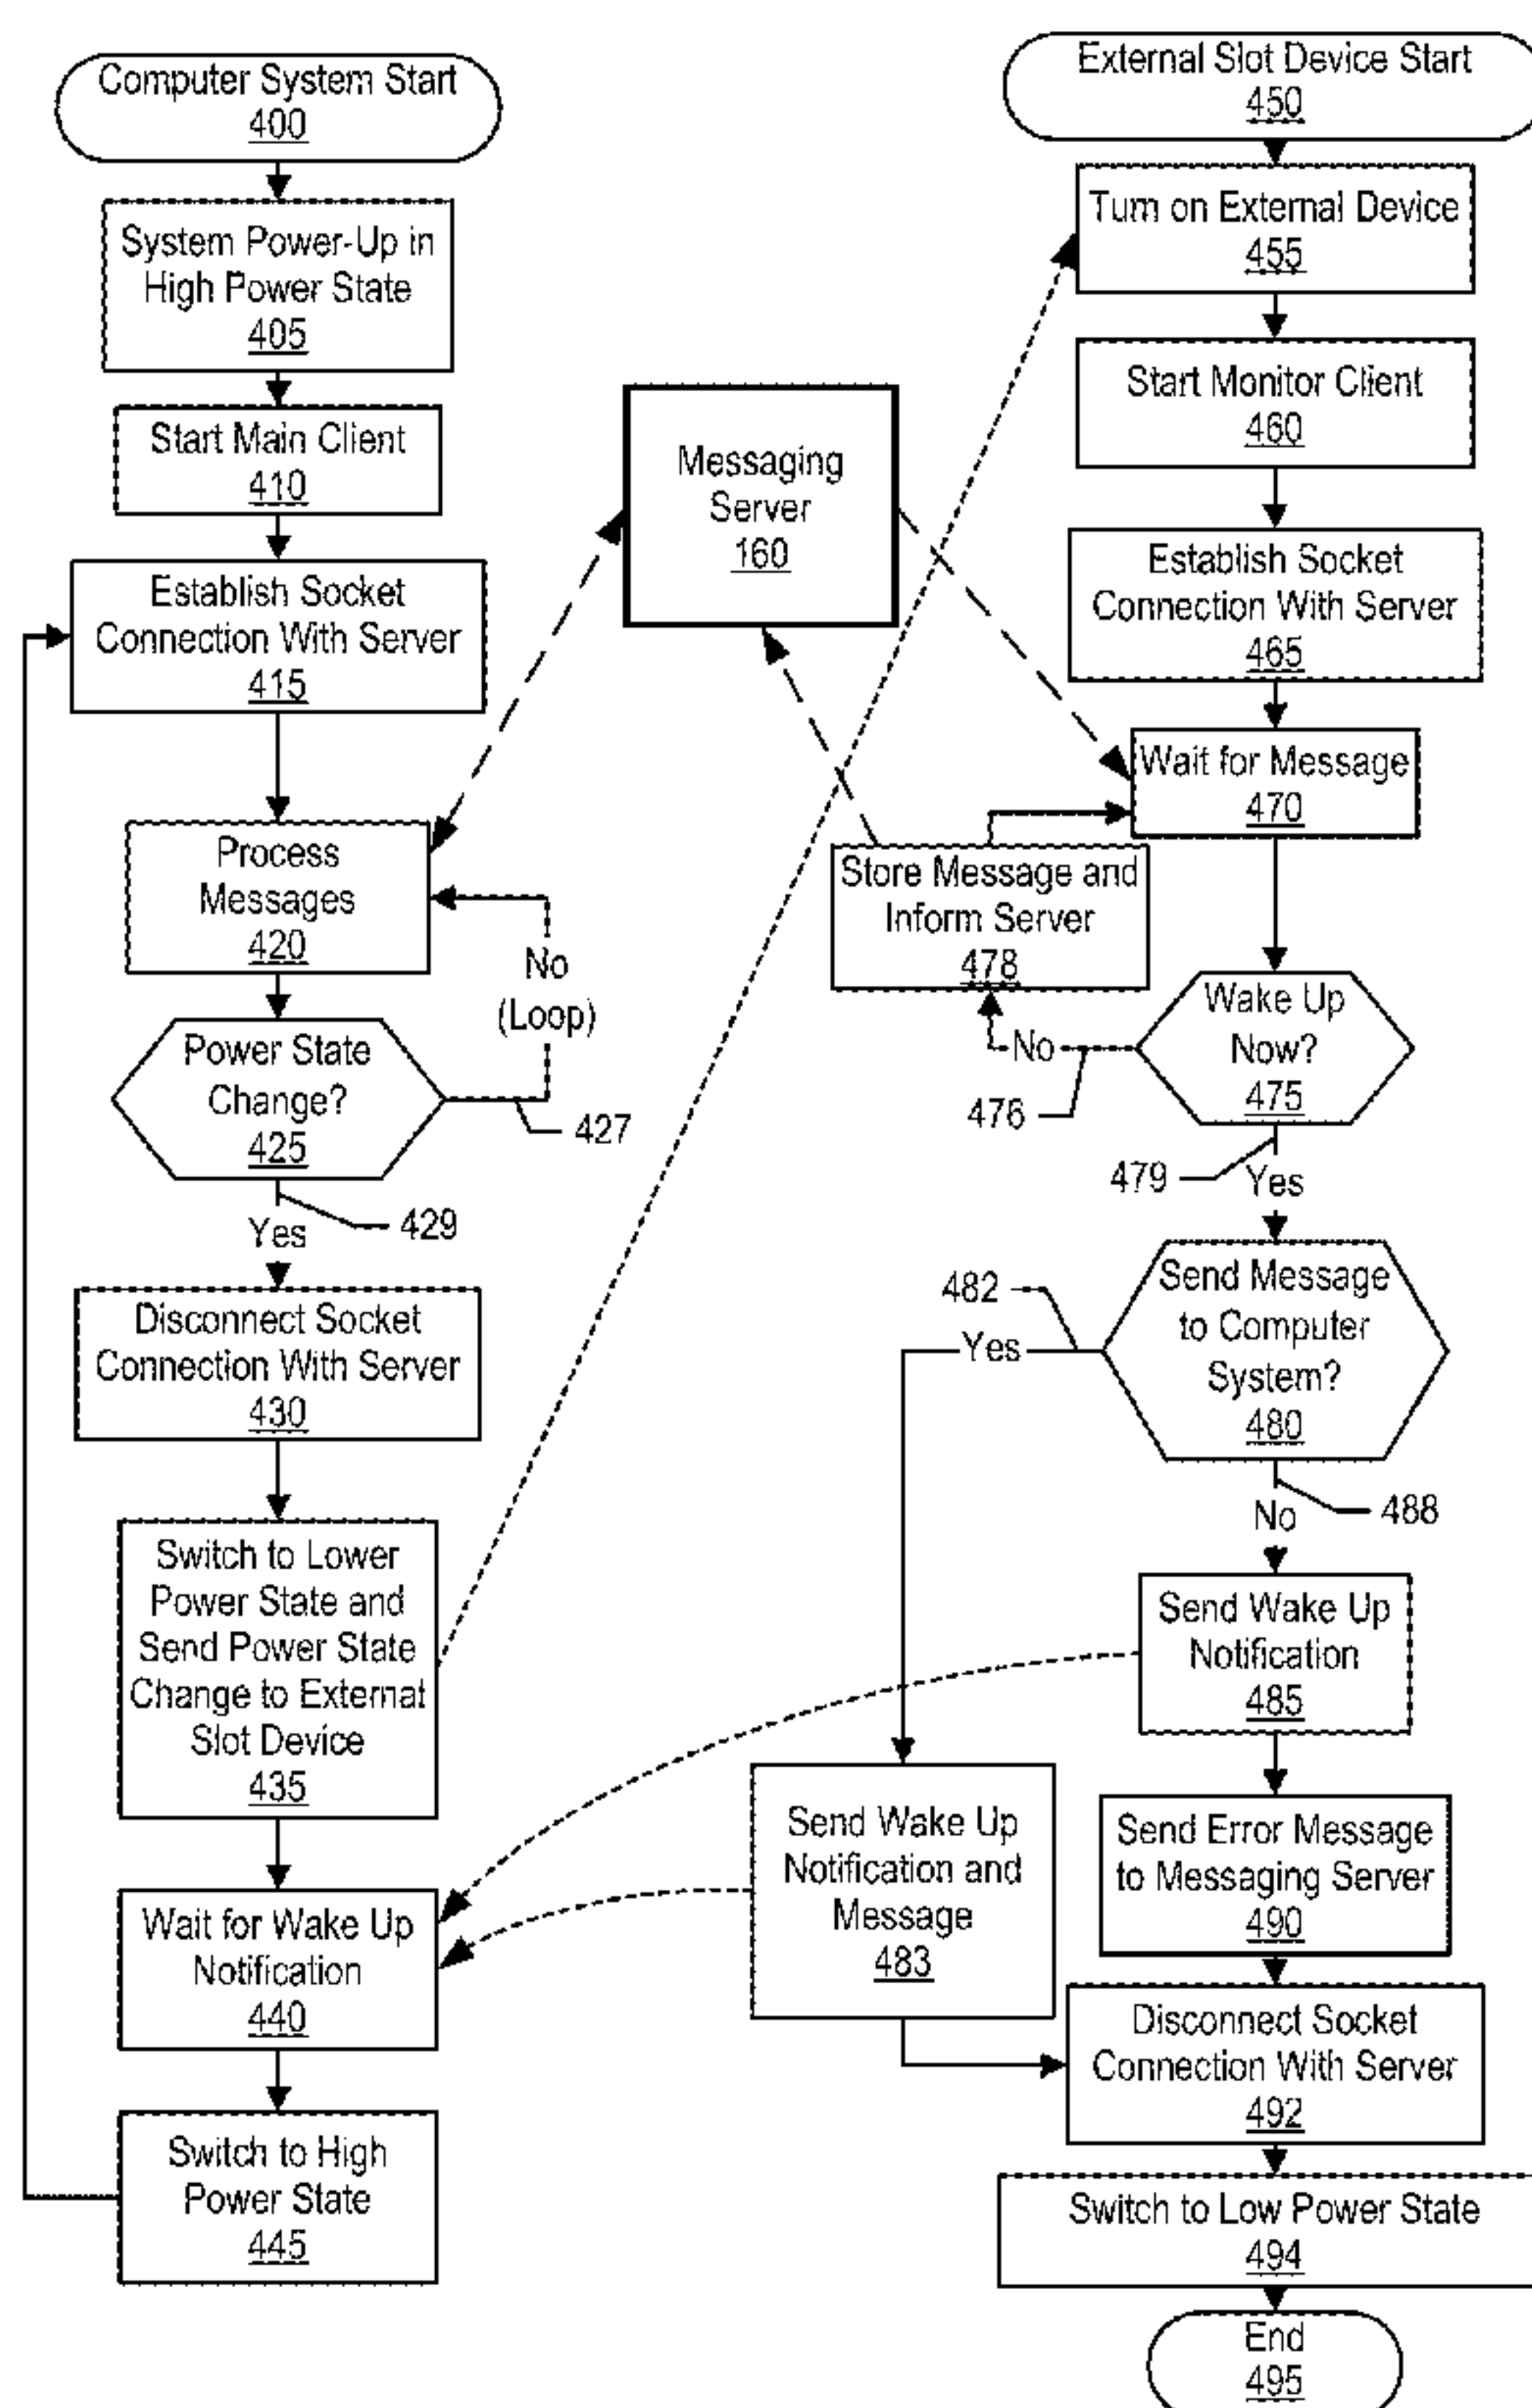 Computer System Start
400
System Power-Up in
High Power State
405
Start Main Client
410
Establish Socket
Connection With Server
415
Process
Messages
420
No
(Loop)
427
Power State
Change?
425
429
Yes
Disconnect Socket
Connection With Server
430
Switch to Lower
Power State and
Send Power State
Change to External
Slot Device
435
Wait for Wake Up
Notification
440
Switch to High
Power State
445
Messaging
Server
160
External Slot Device Start
450
Turn on External Device
455
Start Monitor Client
460
Establish Socket
Connection With Server
465
Wait for Message
470
Store Message and
Inform Server
478
Wake Up
Now?
475
No
476
479
Yes
Send Message
to Computer
System?
480
482
Yes
488
No
Send Wake Up
Notification
485
Send Wake Up
Notification and
Message
483
Send Error Message
to Messaging Server
490
Disconnect Socket
Connection With Server
492
Switch to Low Power State
494
End
495